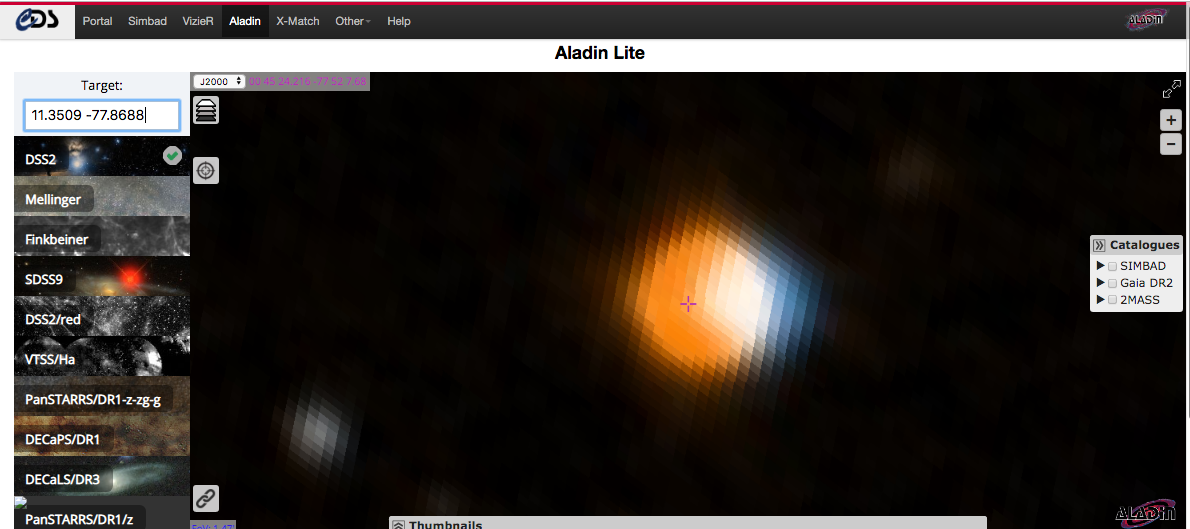 CDS Portal Simbad VizieR Aladin X-Match Other Help ALADIN
Aladin Lite
Target:
11.3509 -77.8688
J2000 00 45 24.216 -77 52 7.68
DSS2
Mellinger
Finkbeiner
SDSS9
DSS2/red
VTSS/Ha
PanSTARRS/DR1-z-zg-g
DECaPS/DR1
DECaLS/DR3
PanSTARRS/DR1/z
+
−
Catalogues
SIMBAD
Gaia DR2
2MASS
FoV: 1.47'
Thumbnails
ALADIN